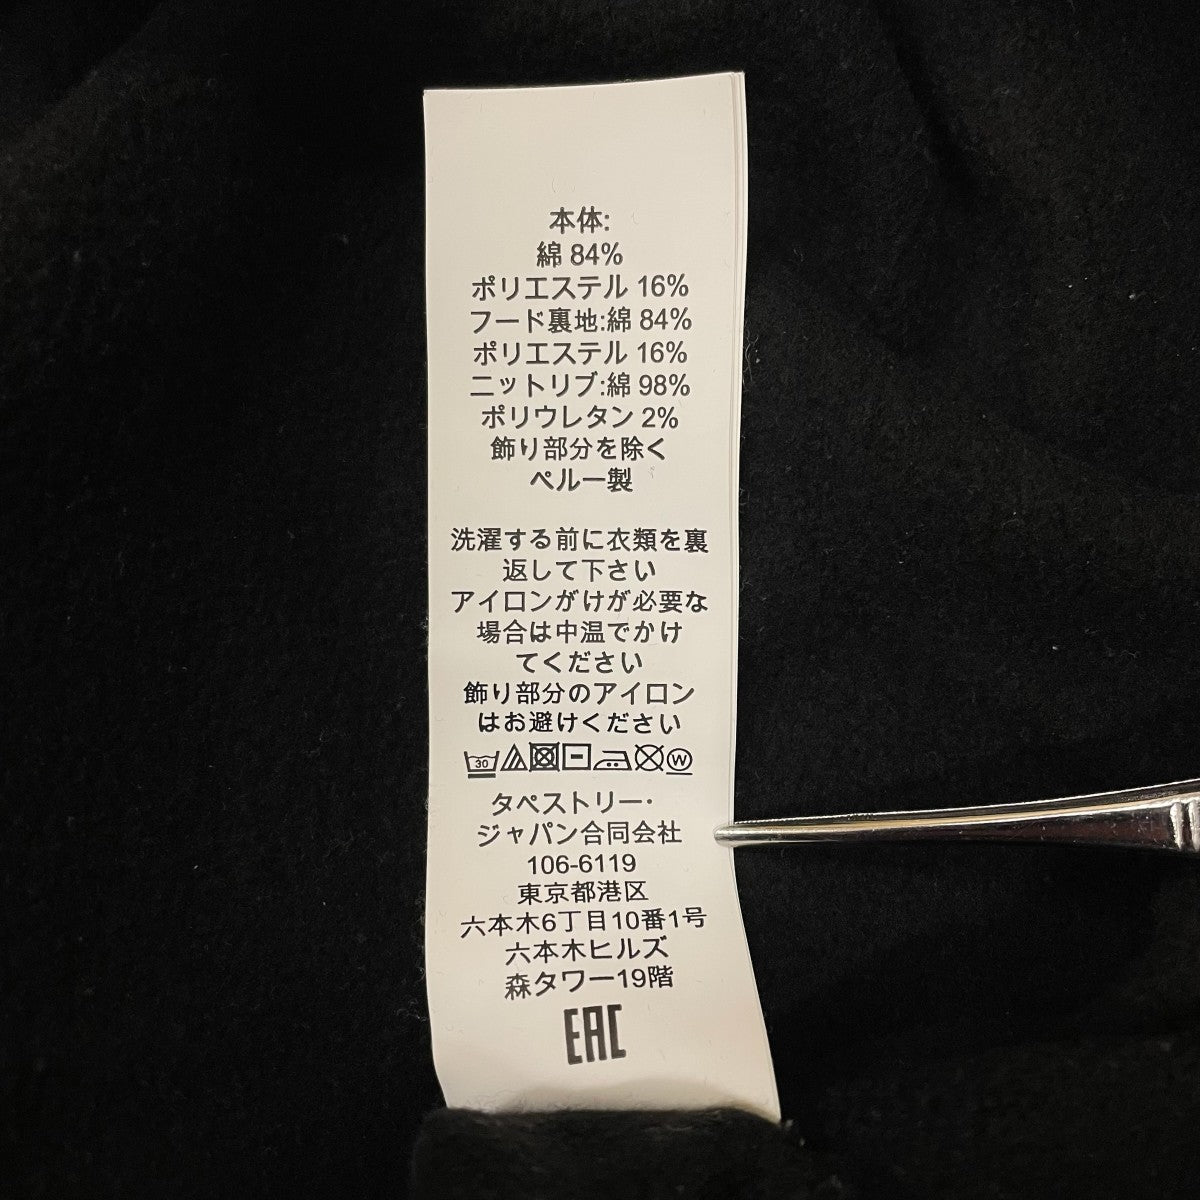 本体:
綿 84%
ポリエステル 16%
フード裏地:綿 84%
ポリエステル 16%
ニットリブ:綿 98%
ポリウレタン 2%
飾り部分を除く
ペルー製
洗濯する前に衣類を裏
返して下さい
アイロンがけが必要な
場合は中温でかけ
てください
飾り部分のアイロン
はお避けください
30 W
タペストリー・
ジャパン合同会社
106-6119
東京都港区
六本木6丁目10番1号
六本木ヒルズ
森タワー19階
EAC